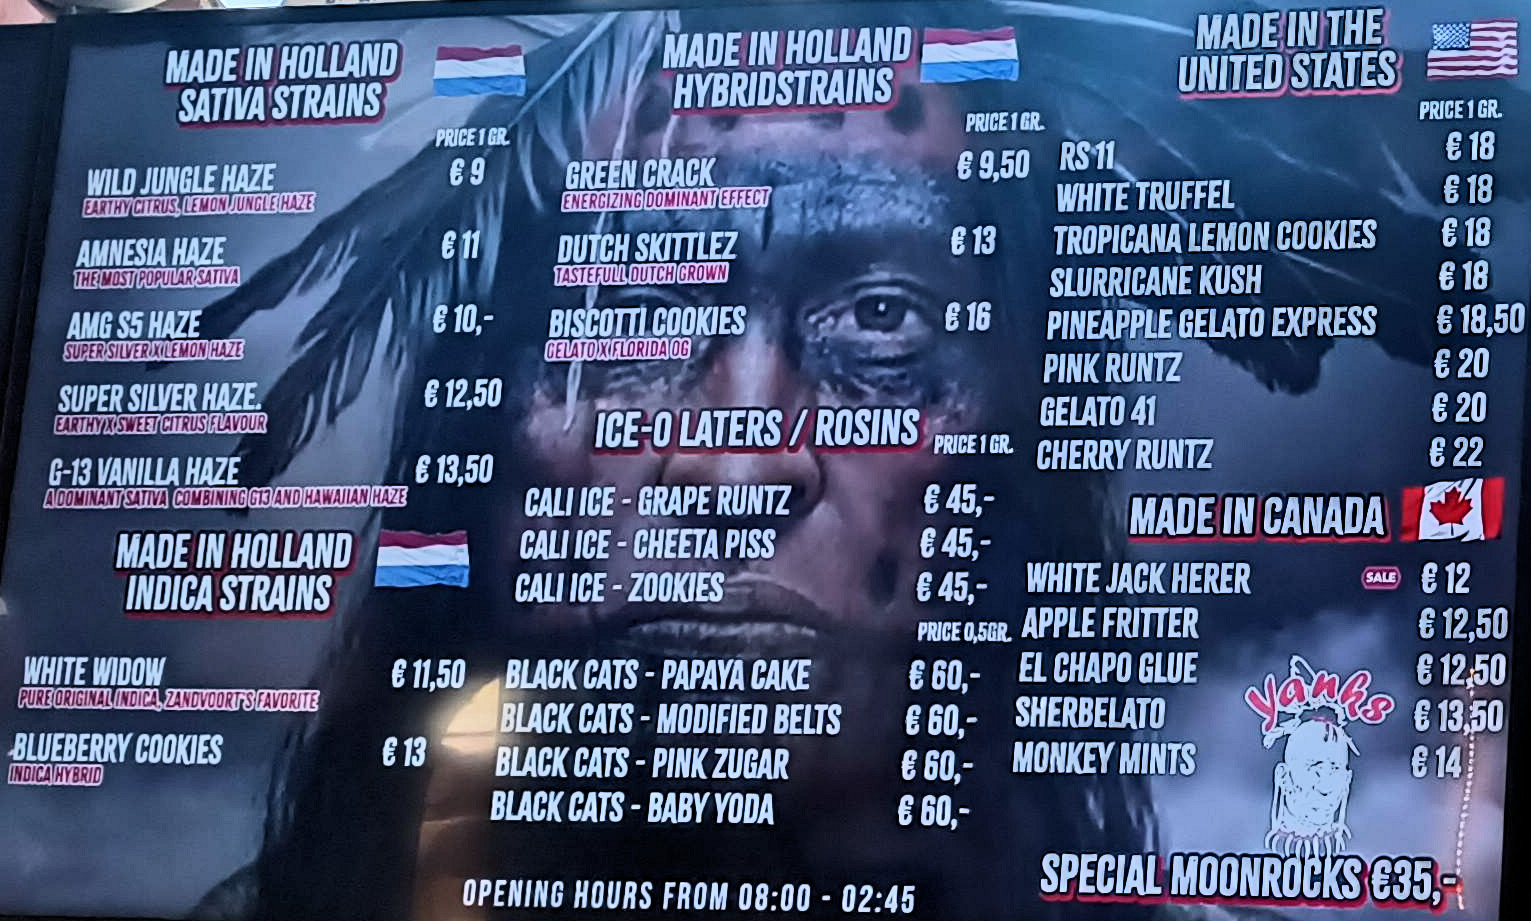 MADE IN HOLLAND
SATIVA STRAINS
PRICE 1 GR.
WILD JUNGLE HAZE € 9
EARTHY CITRUS, LEMON JUNGLE HAZE
AMNESIA HAZE € 11
THE MOST POPULAR SATIVA
AMG S5 HAZE € 10,-
SUPER SILVER X LEMON HAZE
SUPER SILVER HAZE. € 12,50
EARTHY X SWEET CITRUS FLAVOUR
G-13 VANILLA HAZE € 13,50
A DOMINANT SATIVA COMBINING G13 AND HAWAIIAN HAZE
MADE IN HOLLAND
INDICA STRAINS
WHITE WIDOW € 11,50
PURE ORIGINAL INDICA, ZANDVOORT'S FAVORITE
BLUEBERRY COOKIES € 13
INDICA HYBRID
MADE IN HOLLAND
HYBRIDSTRAINS
PRICE 1 GR.
GREEN CRACK € 9,50
ENERGIZING DOMINANT EFFECT
DUTCH SKITTLEZ € 13
TASTEFULL DUTCH GROWN
BISCOTTI COOKIES € 16
GELATO X FLORIDA OG
ICE-O LATERS / ROSINS PRICE 1 GR.
CALI ICE - GRAPE RUNTZ € 45,-
CALI ICE - CHEETA PISS € 45,-
CALI ICE - ZOOKIES € 45,-
PRICE 0,5GR.
BLACK CATS - PAPAYA CAKE € 60,-
BLACK CATS - MODIFIED BELTS € 60,-
BLACK CATS - PINK ZUGAR € 60,-
BLACK CATS - BABY YODA € 60,-
OPENING HOURS FROM 08:00 - 02:45
MADE IN THE
UNITED STATES
PRICE 1 GR.
RS 11 € 18
WHITE TRUFFEL € 18
TROPICANA LEMON COOKIES € 18
SLURRICANE KUSH € 18
PINEAPPLE GELATO EXPRESS € 18,50
PINK RUNTZ € 20
GELATO 41 € 20
CHERRY RUNTZ € 22
MADE IN CANADA
WHITE JACK HERER SALE € 12
APPLE FRITTER € 12,50
EL CHAPO GLUE € 12,50
SHERBELATO € 13,50
MONKEY MINTS € 14
Yanks
SPECIAL MOONROCKS €35,-